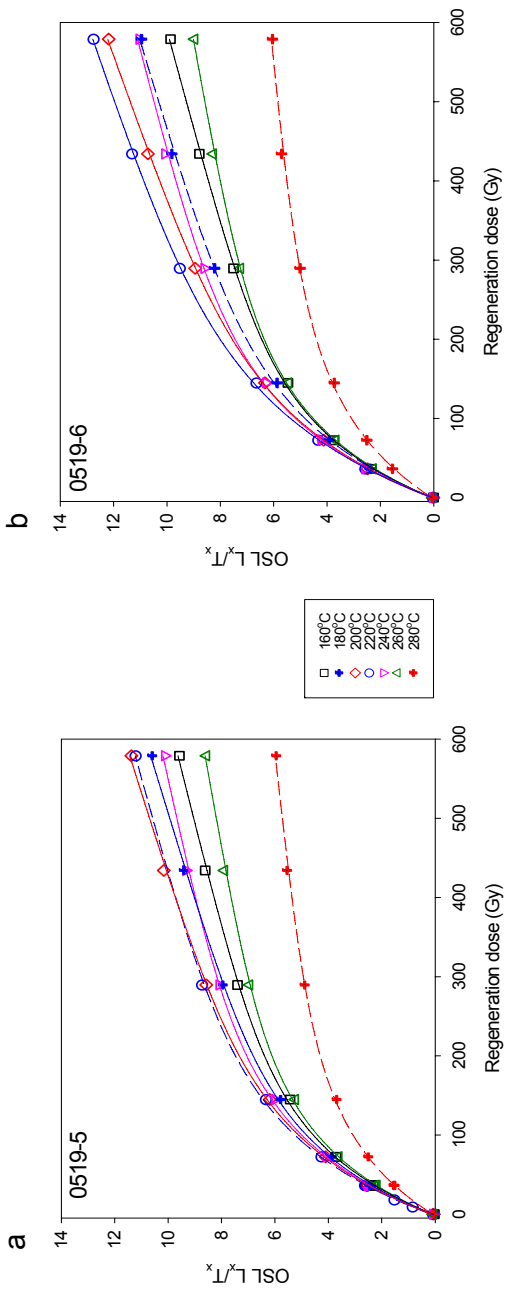 a
0519-5
OSL Lx/Tx
14
12
10
8
6
4
2
0
0
100
200
300
400
500
600
Regeneration dose (Gy)
160°C
180°C
200°C
220°C
240°C
260°C
280°C
b
0519-6
OSL Lx/Tx
14
12
10
8
6
4
2
0
0
100
200
300
400
500
600
Regeneration dose (Gy)